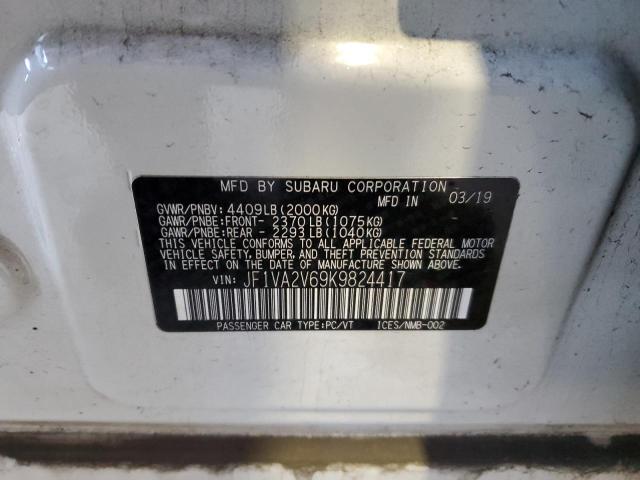 MFD BY SUBARU CORPORATION
MFD IN 03/19
GVWR/PNBV: 4409LB(2000KG)
GAWR/PNBE:FRONT- 2370LB(1075KG)
GAWR/PNBE:REAR - 2293LB(1040KG)
THIS VEHICLE CONFORMS TO ALL APPLICABLE FEDERAL MOTOR
VEHICLE SAFETY, BUMPER, AND THEFT PREVENTION STANDARDS
IN EFFECT ON THE DATE OF MANUFACTURE SHOWN ABOVE.
VIN: JF1VA2V69K9824417
PASSENGER CAR TYPE:PC/VT ICES/NMB-002